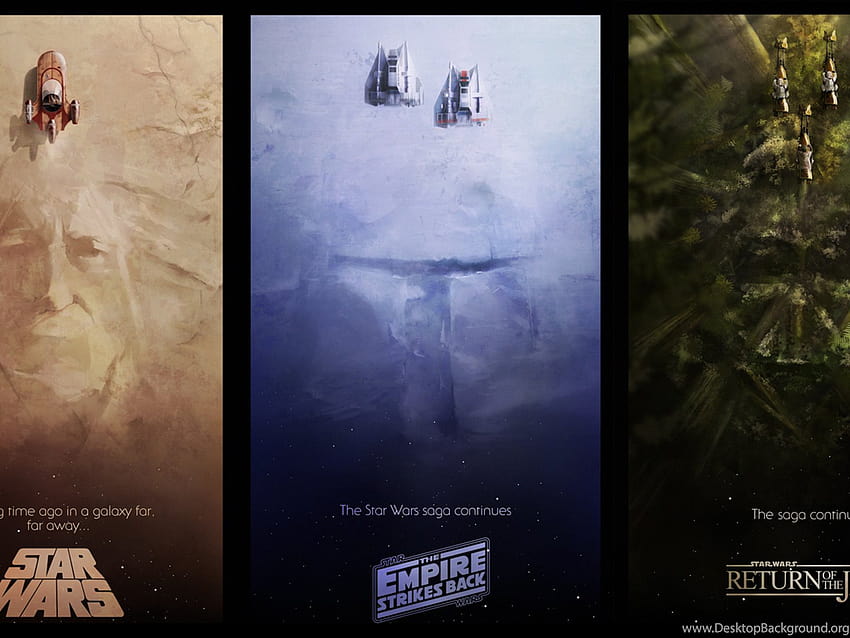 g time ago in a galaxy far,
far away...
STAR
WARS
The Star Wars saga continues
STAR
THE
EMPIRE
STRIKES BACK
WARS
The saga continu
STAR WARS
RETURN OF THE J
www.DesktopBackground.org